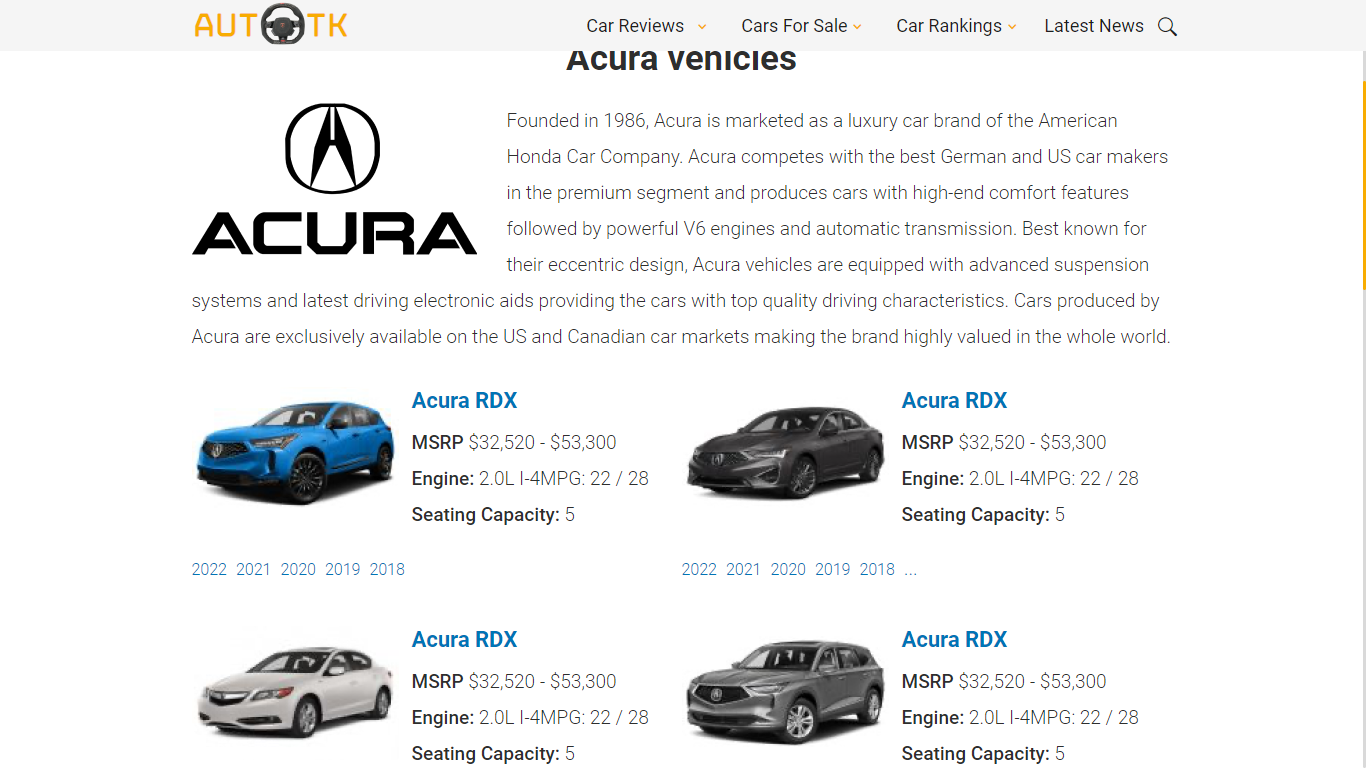 AUTOTK
Car Reviews
Cars For Sale
Car Rankings
Latest News
Acura Vehicles
ACURA
Founded in 1986, Acura is marketed as a luxury car brand of the American
Honda Car Company. Acura competes with the best German and US car makers
in the premium segment and produces cars with high-end comfort features
followed by powerful V6 engines and automatic transmission. Best known for
their eccentric design, Acura vehicles are equipped with advanced suspension
systems and latest driving electronic aids providing the cars with top quality driving characteristics. Cars produced by
Acura are exclusively available on the US and Canadian car markets making the brand highly valued in the whole world.
Acura RDX
MSRP $32,520 - $53,300
Engine: 2.0L I-4MPG: 22 / 28
Seating Capacity: 5
2022 2021 2020 2019 2018
Acura RDX
MSRP $32,520 - $53,300
Engine: 2.0L I-4MPG: 22 / 28
Seating Capacity: 5
2022 2021 2020 2019 2018 ...
Acura RDX
MSRP $32,520 - $53,300
Engine: 2.0L I-4MPG: 22 / 28
Seating Capacity: 5
Acura RDX
MSRP $32,520 - $53,300
Engine: 2.0L I-4MPG: 22 / 28
Seating Capacity: 5